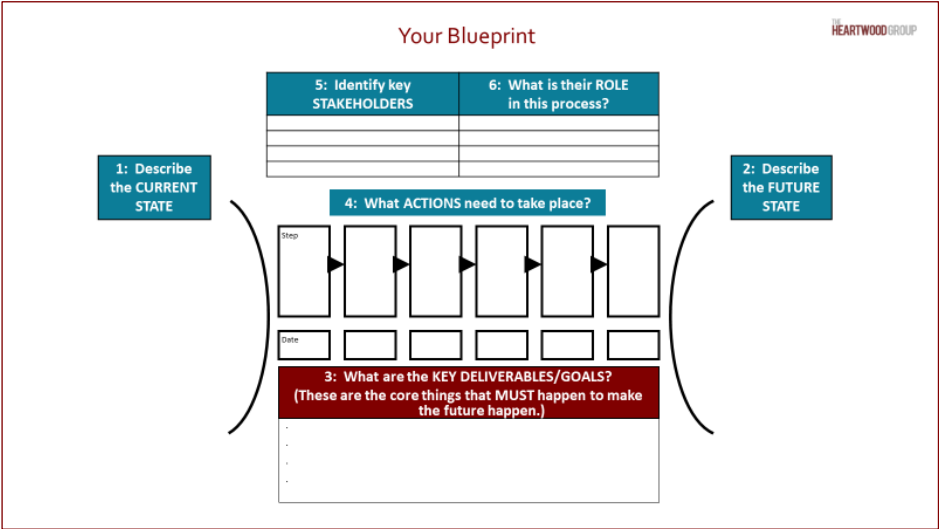 Your Blueprint
THE
HEARTWOOD GROUP
5: Identify key
STAKEHOLDERS
6: What is their ROLE
in this process?
1: Describe
the CURRENT
STATE
2: Describe
the FUTURE
STATE
4: What ACTIONS need to take place?
Step
Date
3: What are the KEY DELIVERABLES/GOALS?
(These are the core things that MUST happen to make
the future happen.)